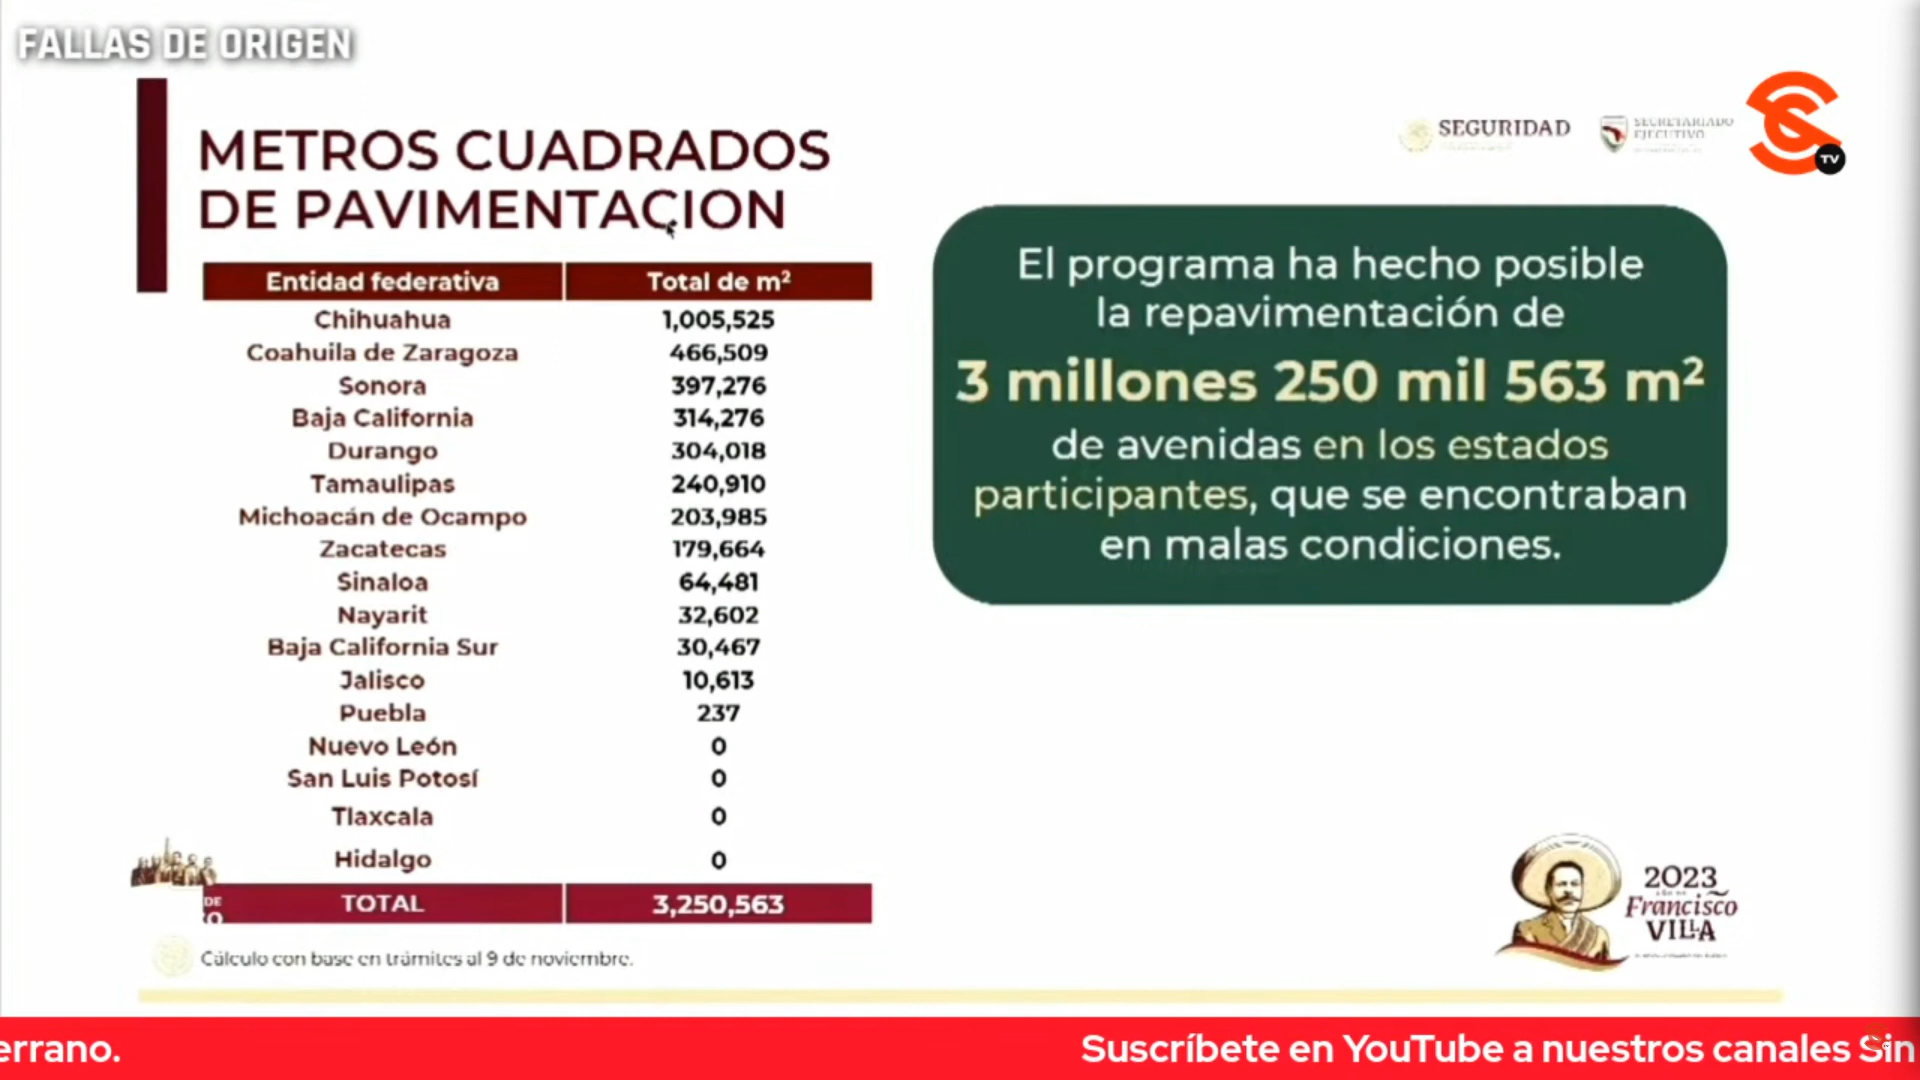 FALLAS DE ORIGEN
METROS CUADRADOS
DE PAVIMENTACION
SEGURIDAD
SECRETARIADO
EJECUTIVO
TV
Entidad federativa Total de m²
Chihuahua 1,005,525
Coahuila de Zaragoza 466,509
Sonora 397,276
Baja California 314,276
Durango 304,018
Tamaulipas 240,910
Michoacán de Ocampo 203,985
Zacatecas 179,664
Sinaloa 64,481
Nayarit 32,602
Baja California Sur 30,467
Jalisco 10,613
Puebla 237
Nuevo León 0
San Luis Potosí 0
Tlaxcala 0
Hidalgo 0
DE
TOTAL 3,250,563
Cálculo con base en trámites al 9 de noviembre.
El programa ha hecho posible
la repavimentación de
3 millones 250 mil 563 m²
de avenidas en los estados
participantes, que se encontraban
en malas condiciones.
2023
Francisco
VILLA
errano.
Suscríbete en YouTube a nuestros canales Sin